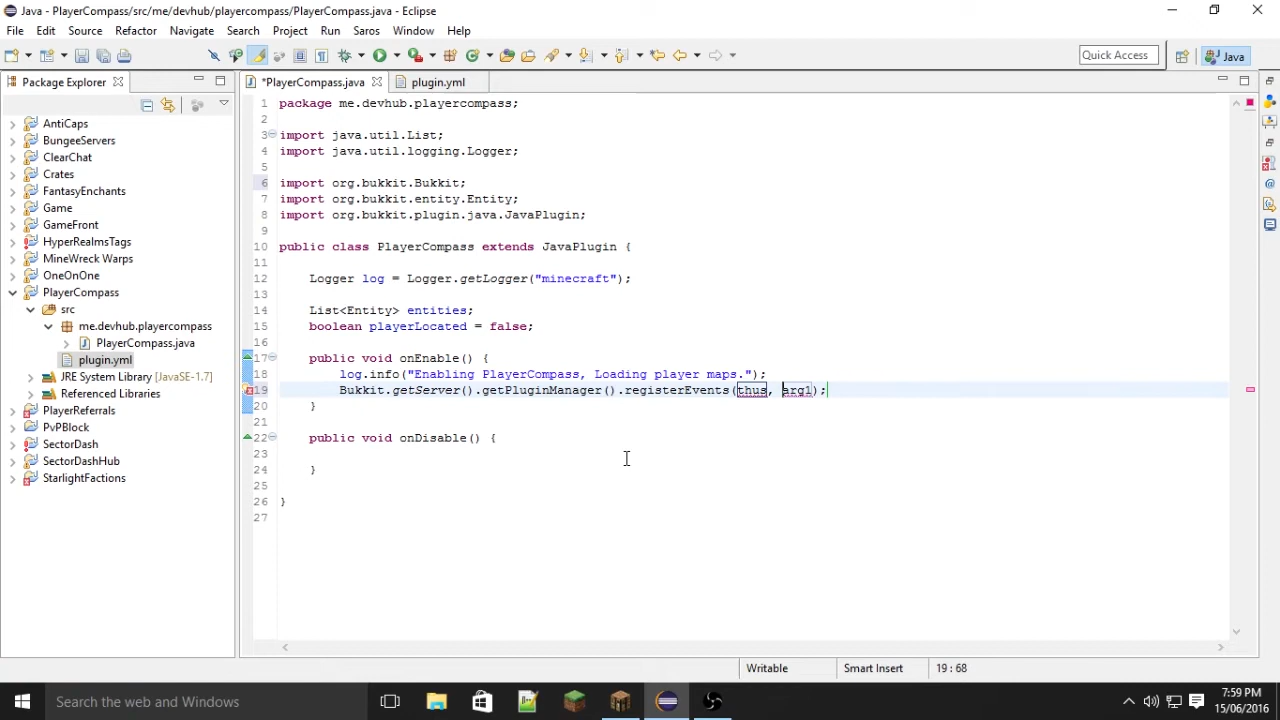 Java - PlayerCompass/src/me/devhub/playercompass/PlayerCompass.java - Eclipse
File Edit Source Refactor Navigate Search Project Run Saros Window Help
Quick Access
Java
Package Explorer
*PlayerCompass.java
plugin.yml
AntiCaps
BungeeServers
ClearChat
Crates
FantasyEnchants
Game
GameFront
HyperRealmsTags
MineWreck Warps
OneOnOne
PlayerCompass
src
me.devhub.playercompass
PlayerCompass.java
plugin.yml
JRE System Library [JavaSE-1.7]
Referenced Libraries
PlayerReferrals
PvPBlock
SectorDash
SectorDashHub
StarlightFactions
1 package me.devhub.playercompass;
2
3 import java.util.List;
4 import java.util.logging.Logger;
5
6 import org.bukkit.Bukkit;
7 import org.bukkit.entity.Entity;
8 import org.bukkit.plugin.java.JavaPlugin;
9
10 public class PlayerCompass extends JavaPlugin {
11
12 Logger log = Logger.getLogger("minecraft");
13
14 List<Entity> entities;
15 boolean playerLocated = false;
16
17 public void onEnable() {
18 log.info("Enabling PlayerCompass, Loading player maps.");
19 Bukkit.getServer().getPluginManager().registerEvents(thus, arg1);
20 }
21
22 public void onDisable() {
23
24 }
25
26 }
27
Writable
Smart Insert
19 : 68
Search the web and Windows
7:59 PM
15/06/2016